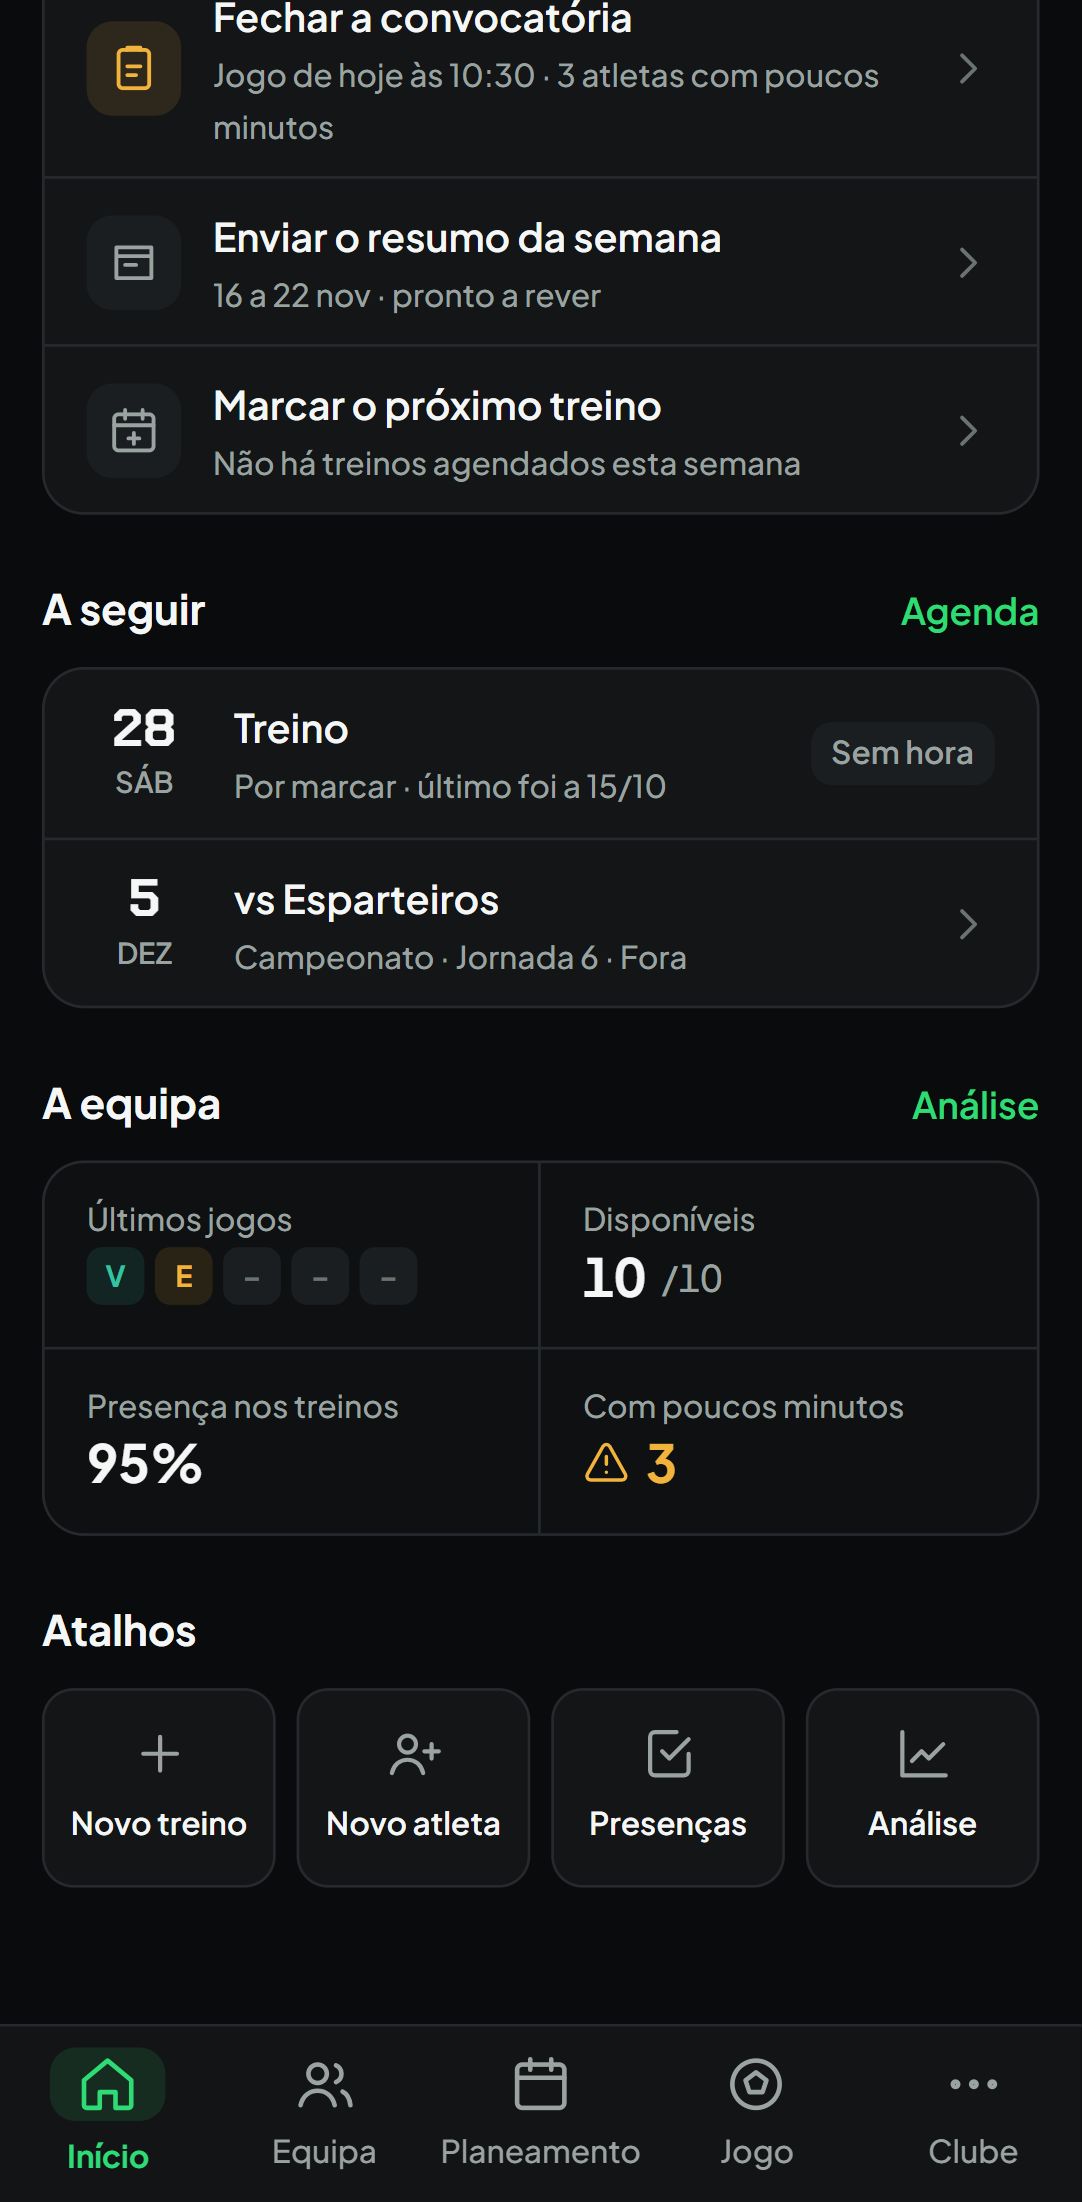 Fechar a convocatória
Jogo de hoje às 10:30 · 3 atletas com poucos
minutos
Enviar o resumo da semana
16 a 22 nov · pronto a rever
Marcar o próximo treino
Não há treinos agendados esta semana
A seguir
Agenda
28
SÁB
Treino
Por marcar · último foi a 15/10
Sem hora
5
DEZ
vs Esparteiros
Campeonato · Jornada 6 · Fora
A equipa
Análise
Últimos jogos
V E – – –
Disponíveis
10 /10
Presença nos treinos
95%
Com poucos minutos
3
Atalhos
Novo treino
Novo atleta
Presenças
Análise
Início
Equipa
Planeamento
Jogo
Clube